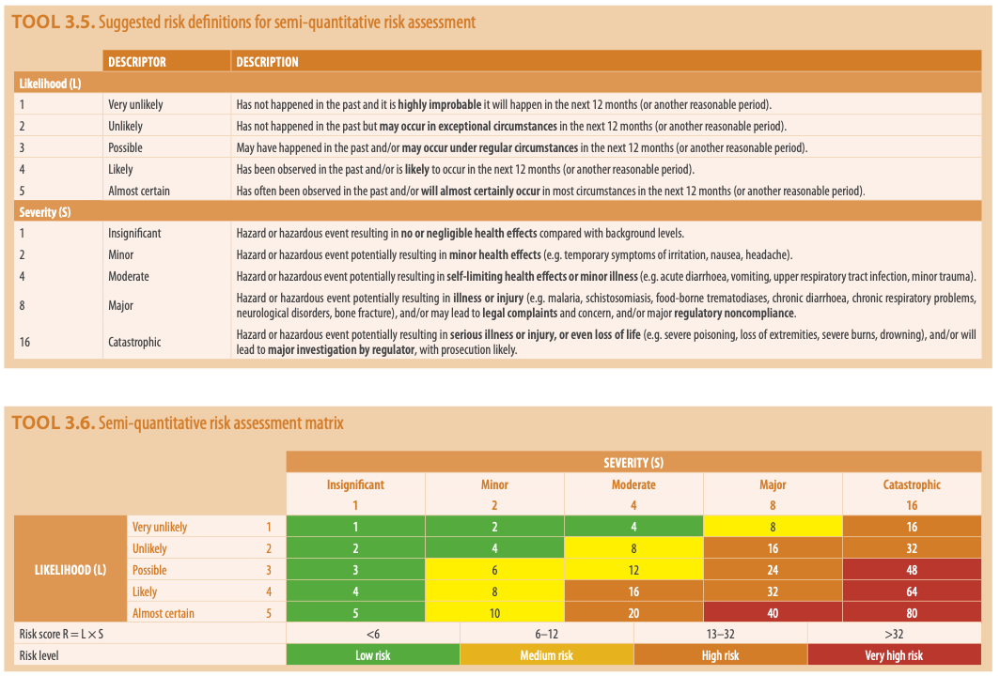 TOOL 3.5. Suggested risk definitions for semi-quantitative risk assessment
DESCRIPTOR DESCRIPTION
Likelihood (L)
1 Very unlikely Has not happened in the past and it is highly improbable it will happen in the next 12 months (or another reasonable period).
2 Unlikely Has not happened in the past but may occur in exceptional circumstances in the next 12 months (or another reasonable period).
3 Possible May have happened in the past and/or may occur under regular circumstances in the next 12 months (or another reasonable period).
4 Likely Has been observed in the past and/or is likely to occur in the next 12 months (or another reasonable period).
5 Almost certain Has often been observed in the past and/or will almost certainly occur in most circumstances in the next 12 months (or another reasonable period).
Severity (S)
1 Insignificant Hazard or hazardous event resulting in no or negligible health effects compared with background levels.
2 Minor Hazard or hazardous event potentially resulting in minor health effects (e.g. temporary symptoms of irritation, nausea, headache).
4 Moderate Hazard or hazardous event potentially resulting in self-limiting health effects or minor illness (e.g. acute diarrhoea, vomiting, upper respiratory tract infection, minor trauma).
8 Major Hazard or hazardous event potentially resulting in illness or injury (e.g. malaria, schistosomiasis, food-borne trematodiases, chronic diarrhoea, chronic respiratory problems,
neurological disorders, bone fracture), and/or may lead to legal complaints and concern, and/or major regulatory noncompliance.
16 Catastrophic Hazard or hazardous event potentially resulting in serious illness or injury, or even loss of life (e.g. severe poisoning, loss of extremities, severe burns, drowning), and/or will
lead to major investigation by regulator, with prosecution likely.
TOOL 3.6. Semi-quantitative risk assessment matrix
SEVERITY (S)
Insignificant Minor Moderate Major Catastrophic
1 2 4 8 16
LIKELIHOOD (L)
Very unlikely 1 1 2 4 8 16
Unlikely 2 2 4 8 16 32
Possible 3 3 6 12 24 48
Likely 4 4 8 16 32 64
Almost certain 5 5 10 20 40 80
Risk score R = L × S <6 6–12 13–32 >32
Risk level Low risk Medium risk High risk Very high risk